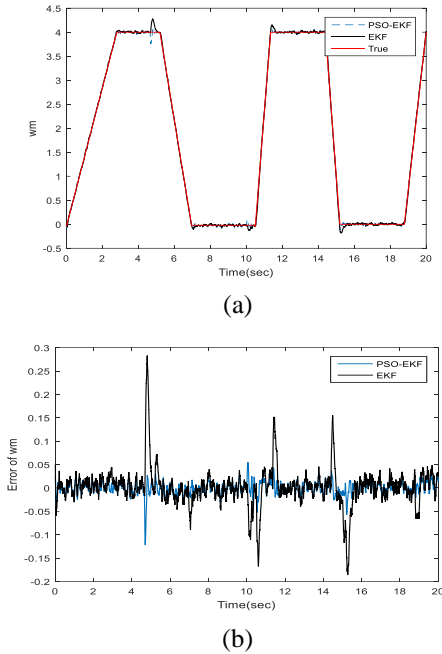 4.5
4
3.5
3
2.5
2
1.5
1
0.5
0
-0.5
wm
PSO-EKF
EKF
True
0 2 4 6 8 10 12 14 16 18 20
Time(sec)
(a)
0.3
0.25
0.2
0.15
0.1
0.05
0
-0.05
-0.1
-0.15
-0.2
Error of wm
PSO-EKF
EKF
0 2 4 6 8 10 12 14 16 18 20
Time(sec)
(b)